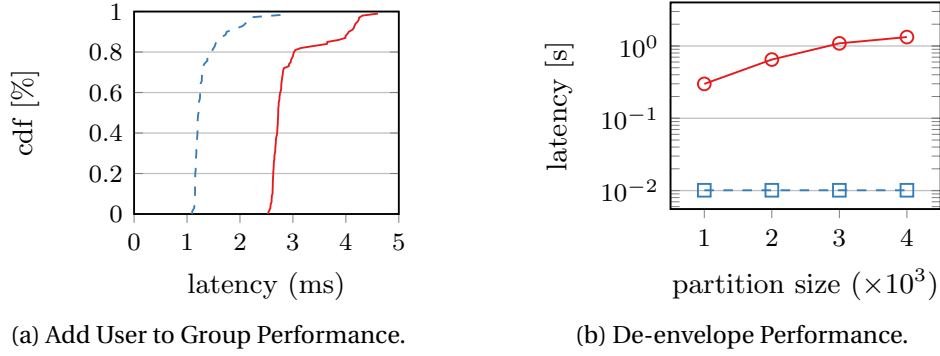 1
0.8
0.6
0.4
0.2
0
0 1 2 3 4 5
cdf [%]
latency (ms)
(a) Add User to Group Performance.
10^0
10^−1
10^−2
1 2 3 4
latency [s]
partition size (×10^3)
(b) De-envelope Performance.